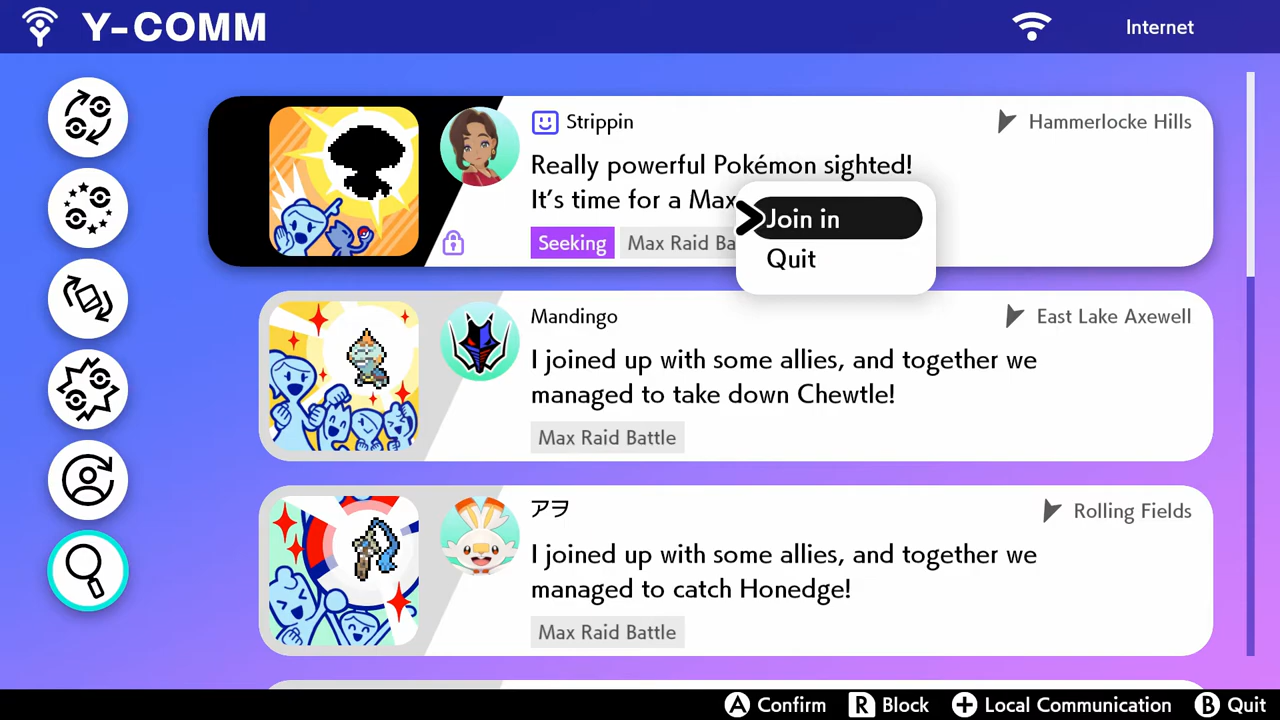 Y-COMM
Internet
Strippin
Hammerlocke Hills
Really powerful Pokémon sighted!
It's time for a Max
Seeking
Max Raid Ba
Join in
Quit
Mandingo
East Lake Axewell
I joined up with some allies, and together we
managed to take down Chewtle!
Max Raid Battle
アヲ
Rolling Fields
I joined up with some allies, and together we
managed to catch Honedge!
Max Raid Battle
A Confirm R Block + Local Communication B Quit